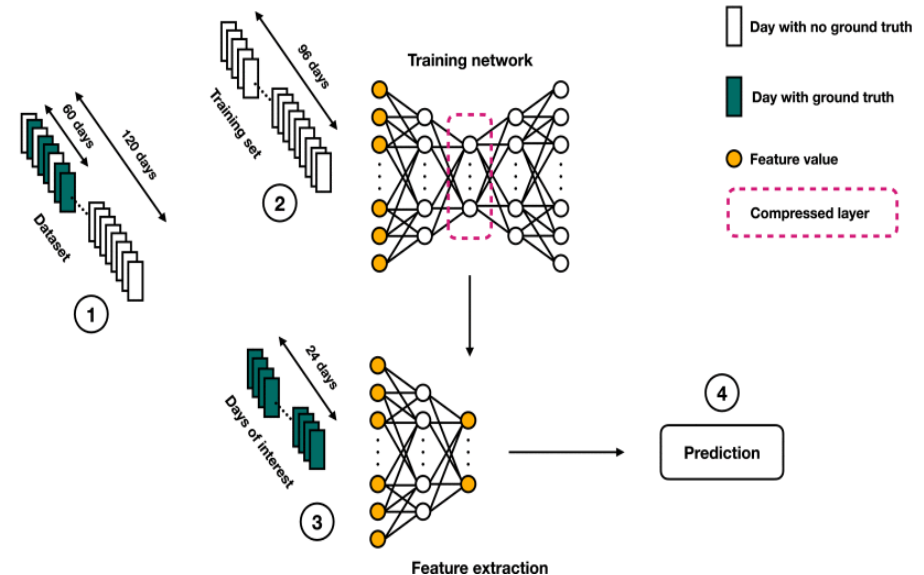 60 days
120 days
Dataset
1
96 days
Training set
2
Training network
Day with no ground truth
Day with ground truth
Feature value
Compressed layer
24 days
Days of interest
3
Feature extraction
4
Prediction